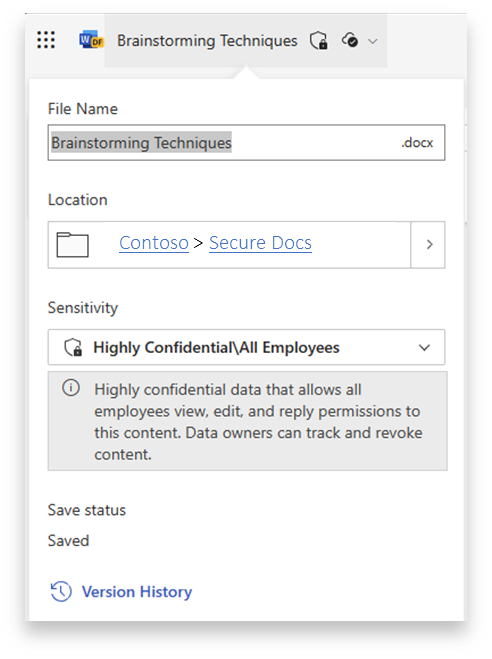 W DF Brainstorming Techniques
File Name
Brainstorming Techniques .docx
Location
Contoso > Secure Docs
Sensitivity
Highly Confidential\All Employees
Highly confidential data that allows all
employees view, edit, and reply permissions to
this content. Data owners can track and revoke
content.
Save status
Saved
Version History